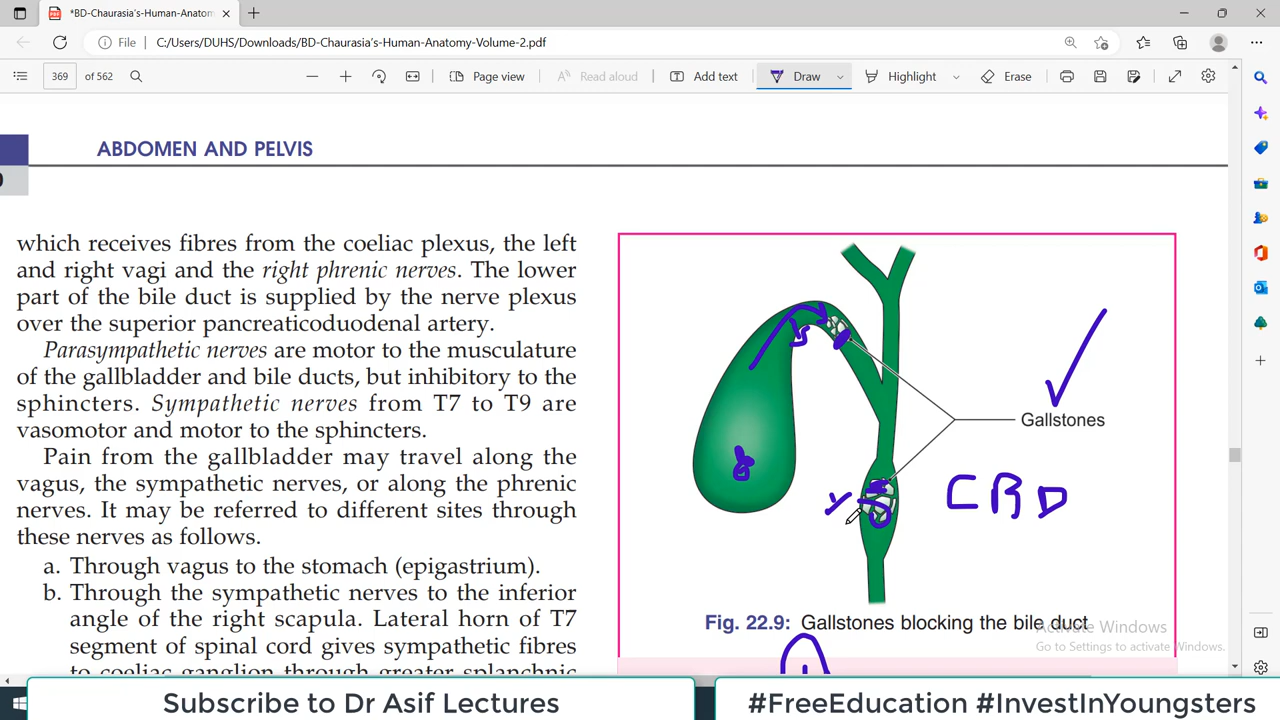 *BD-Chaurasia's-Human-Anatom
File
C:/Users/DUHS/Downloads/BD-Chaurasia's-Human-Anatomy-Volume-2.pdf
369 of 562
Page view
Read aloud
Add text
Draw
Highlight
Erase
ABDOMEN AND PELVIS
which receives fibres from the coeliac plexus, the left
and right vagi and the right phrenic nerves. The lower
part of the bile duct is supplied by the nerve plexus
over the superior pancreaticoduodenal artery.
Parasympathetic nerves are motor to the musculature
of the gallbladder and bile ducts, but inhibitory to the
sphincters. Sympathetic nerves from T7 to T9 are
vasomotor and motor to the sphincters.
Pain from the gallbladder may travel along the
vagus, the sympathetic nerves, or along the phrenic
nerves. It may be referred to different sites through
these nerves as follows.
a. Through vagus to the stomach (epigastrium).
b. Through the sympathetic nerves to the inferior
angle of the right scapula. Lateral horn of T7
segment of spinal cord gives sympathetic fibres
to coeliac ganglion through greater splanchnic
Gallstones
CBD
Fig. 22.9: Gallstones blocking the bile duct
Activate Windows
Go to Settings to activate Windows.
Subscribe to Dr Asif Lectures
#FreeEducation #InvestInYoungsters